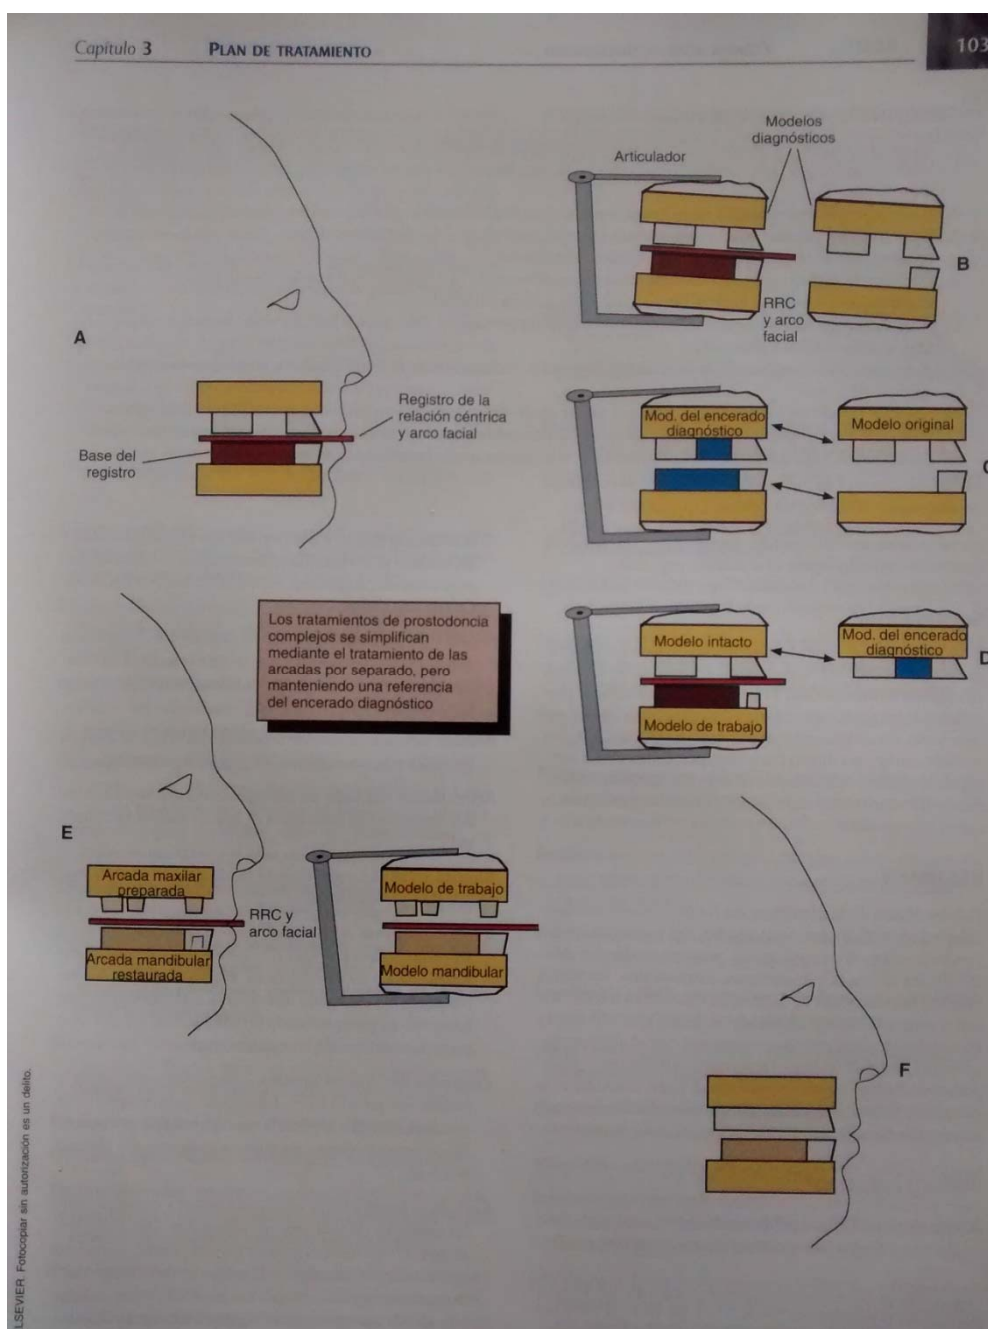 Capítulo 3 PLAN DE TRATAMIENTO
103
A
Base del
registro
Registro de la
relación céntrica
y arco facial
Articulador
Modelos
diagnósticos
RRC
y arco
facial
B
Mod. del encerado
diagnóstico
Modelo original
C
Los tratamientos de prostodoncia
complejos se simplifican
mediante el tratamiento de las
arcadas por separado, pero
manteniendo una referencia
del encerado diagnóstico
Modelo intacto
Modelo de trabajo
Mod. del encerado
diagnóstico
D
E
Arcada maxilar
preparada
RRC y
arco facial
Arcada mandibular
restaurada
Modelo de trabajo
Modelo mandibular
F
LSEVIER. Fotocopiar sin autorización es un delito.